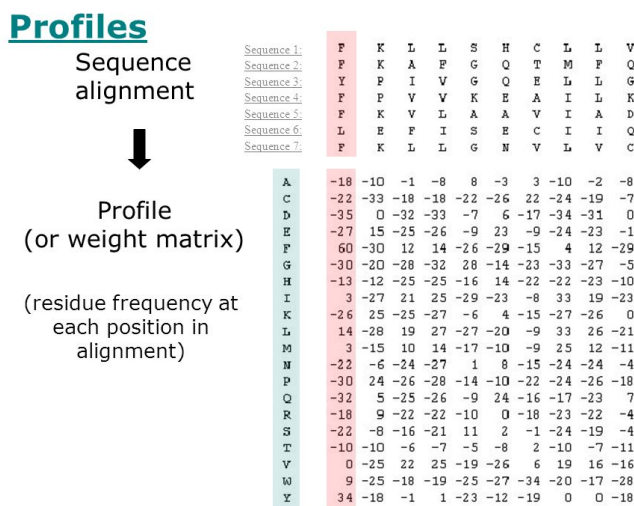 Profiles
Sequence
alignment
Sequence 1: F K L L S H C L L V
Sequence 2: F K A F G Q T M F Q
Sequence 3: Y P I V G Q E L L G
Sequence 4: F P V V K E A I L K
Sequence 5: F K V L A A V I A D
Sequence 6: L E F I S E C I I Q
Sequence 7: F K L L G N V L V C
Profile
(or weight matrix)
(residue frequency at
each position in
alignment)
A -18 -10 -1 -8 8 -3 3 -10 -2 -8
C -22 -33 -18 -18 -22 -26 22 -24 -19 -7
D -35 0 -32 -33 -7 6 -17 -34 -31 0
E -27 15 -25 -26 -9 23 -9 -24 -23 -1
F 60 -30 12 14 -26 -29 -15 4 12 -29
G -30 -20 -28 -32 28 -14 -23 -33 -27 -5
H -13 -12 -25 -25 -16 14 -22 -22 -23 -10
I 3 -27 21 25 -29 -23 -8 33 19 -23
K -26 25 -25 -27 -6 4 -15 -27 -26 0
L 14 -28 19 27 -27 -20 -9 33 26 -21
M 3 -15 10 14 -17 -10 -9 25 12 -11
N -22 -6 -24 -27 1 8 -15 -24 -24 -4
P -30 24 -26 -28 -14 -10 -22 -24 -26 -18
Q -32 5 -25 -26 -9 24 -16 -17 -23 7
R -18 9 -22 -22 -10 0 -18 -23 -22 -4
S -22 -8 -16 -21 11 2 -1 -24 -19 -4
T -10 -10 -6 -7 -5 -8 2 -10 -7 -11
V 0 -25 22 25 -19 -26 6 19 16 -16
W 9 -25 -18 -19 -25 -27 -34 -20 -17 -28
Y 34 -18 -1 1 -23 -12 -19 0 0 -18